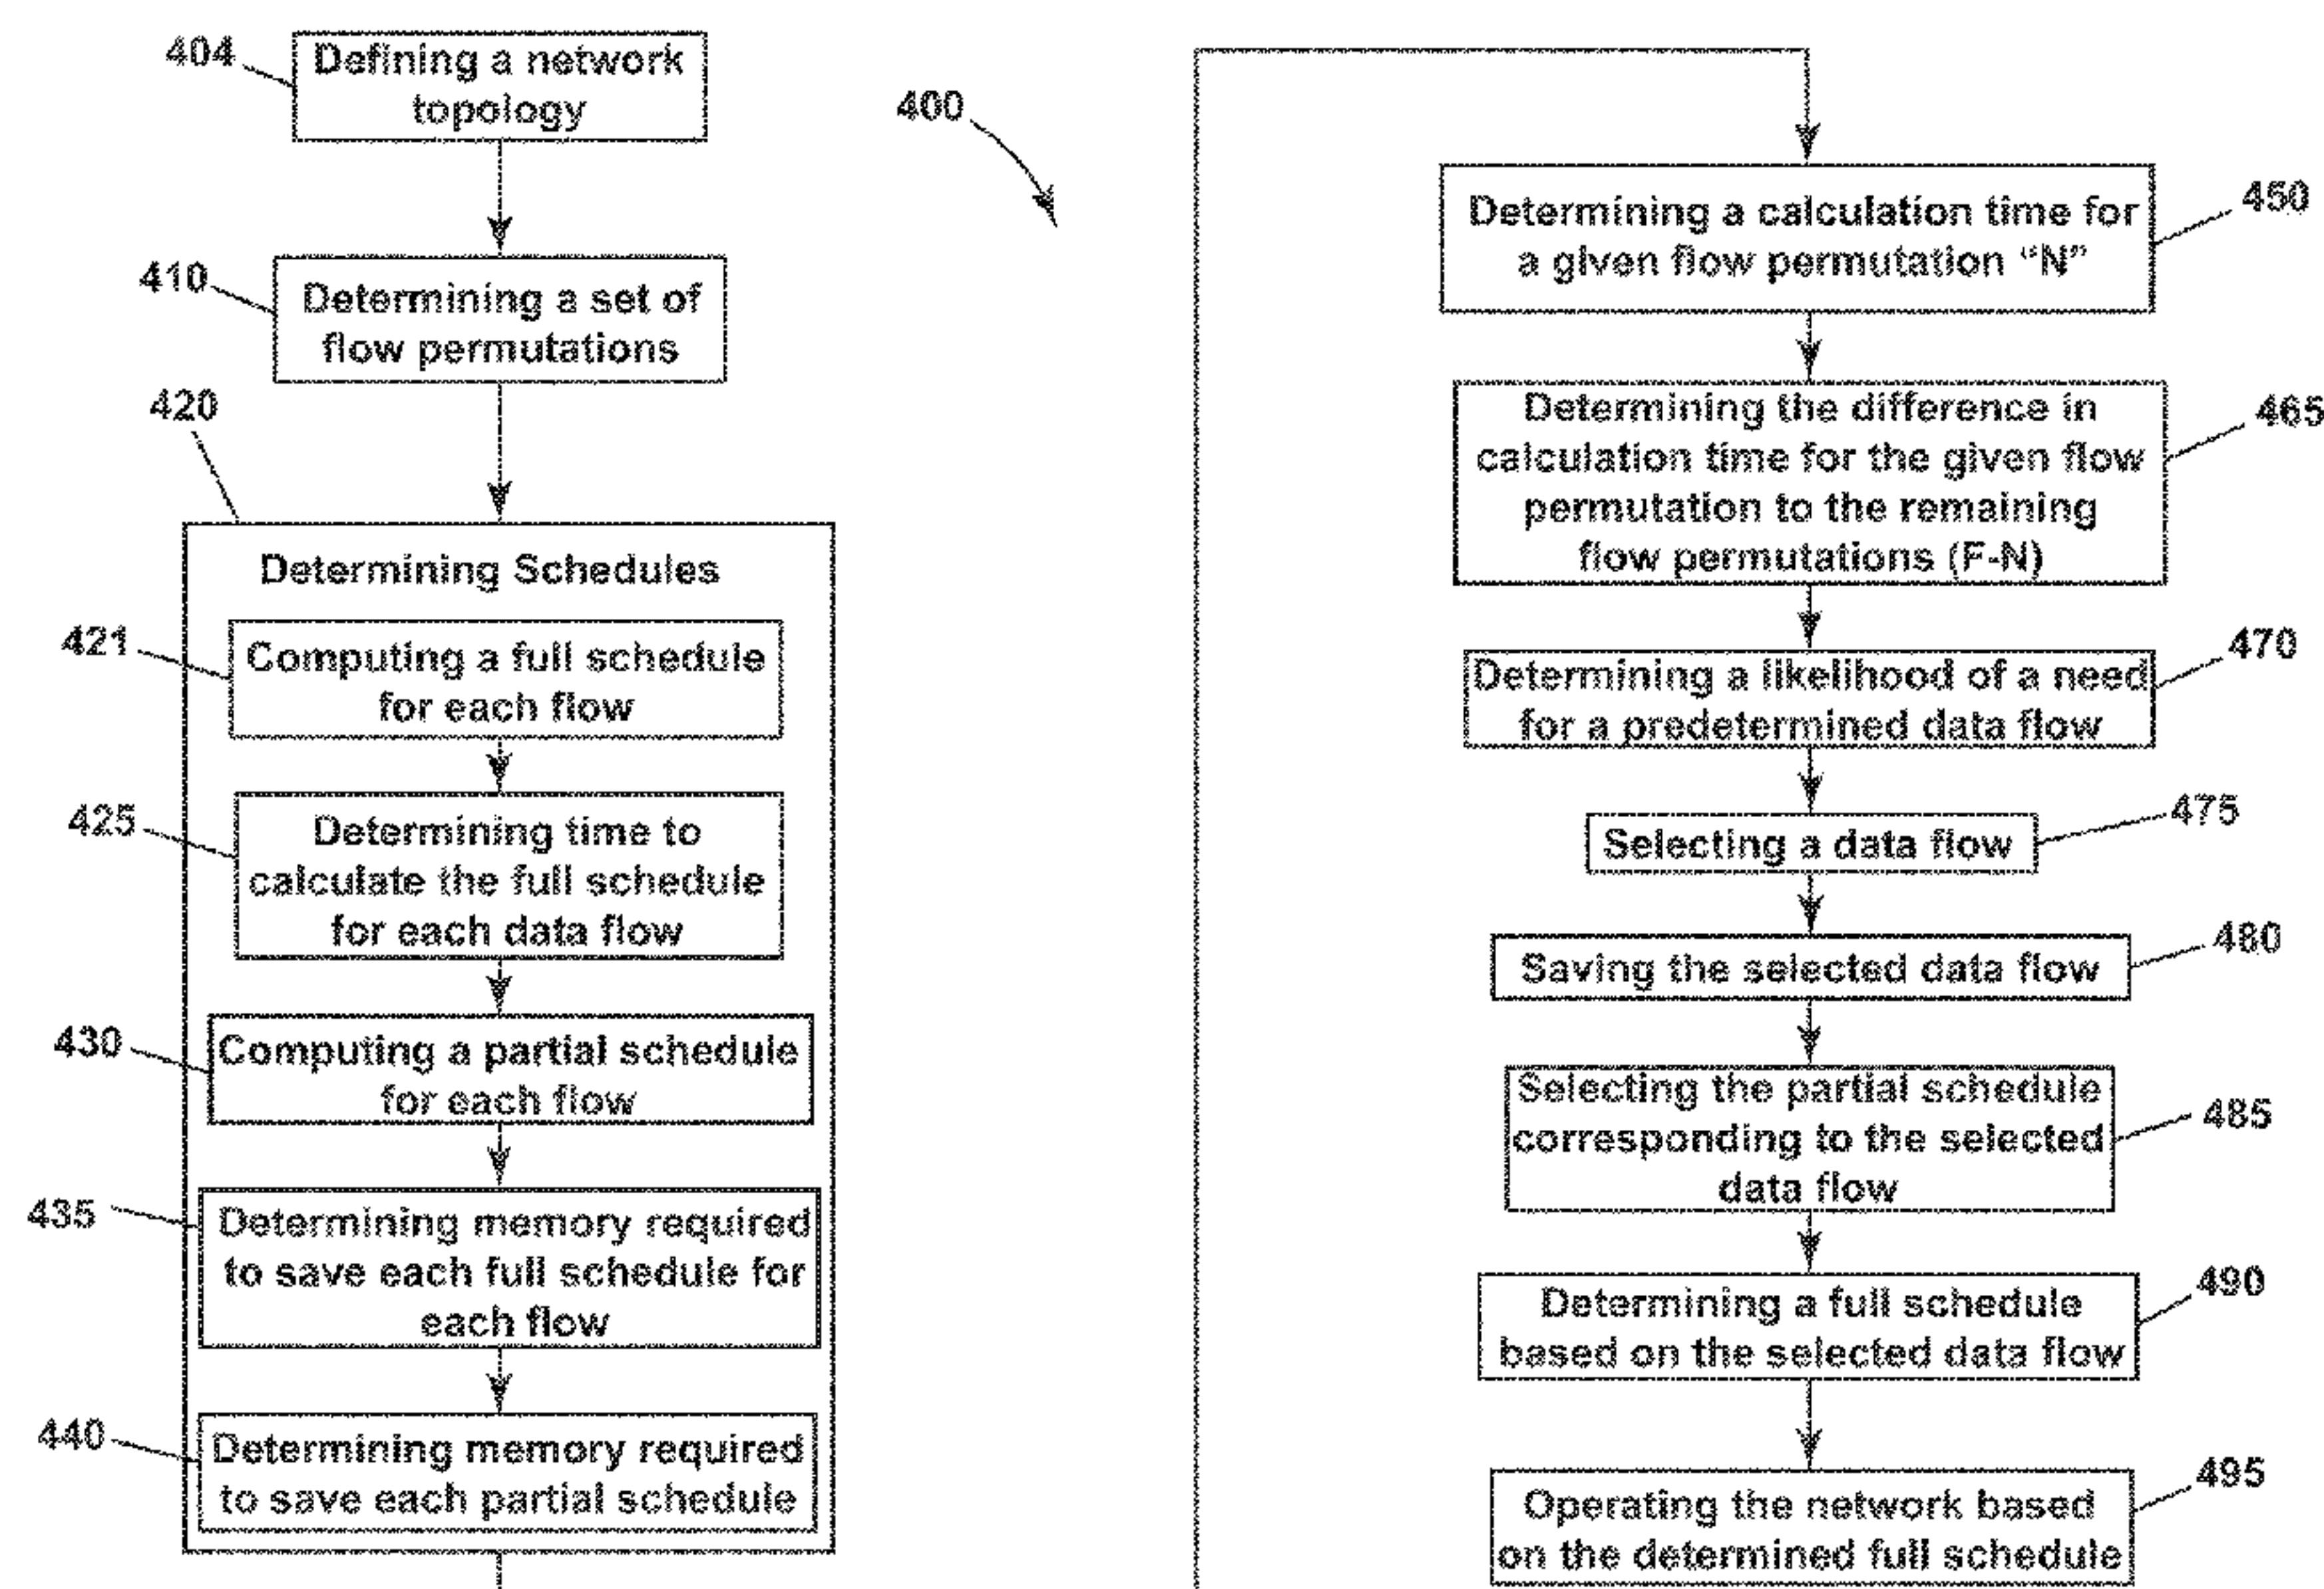 404
Defining a network
topology
400
410
Determining a set of
flow permutations
420
Determining Schedules
421
Computing a full schedule
for each flow
425
Determining time to
calculate the full schedule
for each data flow
430
Computing a partial schedule
for each flow
435
Determining memory required
to save each full schedule for
each flow
440
Determining memory required
to save each partial schedule
Determining a calculation time for
a given flow permutation “N”
450
Determining the difference in
calculation time for the given flow
permutation to the remaining
flow permutations (F-N)
465
Determining a likelihood of a need
for a predetermined data flow
470
Selecting a data flow
475
Saving the selected data flow
480
Selecting the partial schedule
corresponding to the selected
data flow
485
Determining a full schedule
based on the selected data flow
490
Operating the network based
on the determined full schedule
495